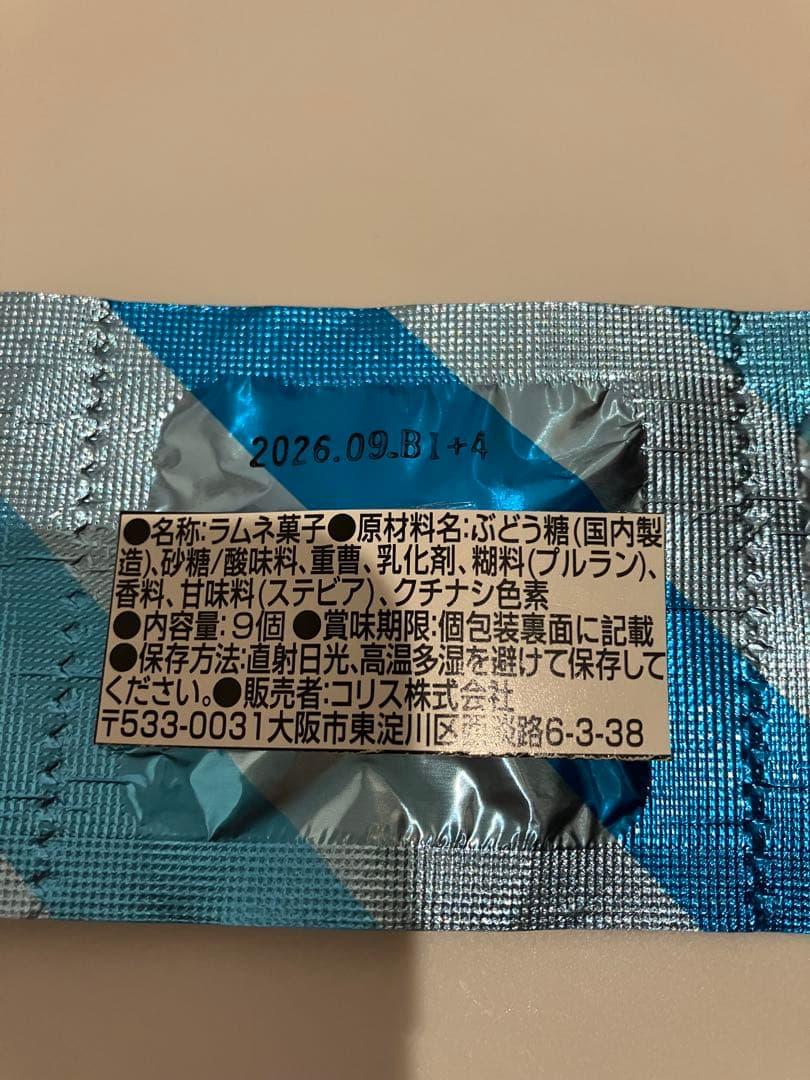 2026.09.BI+4
●名称:ラムネ菓子●原材料名:ぶどう糖(国内製
造)、砂糖/酸味料、重曹、乳化剤、糊料(プルラン)、
香料、甘味料(ステビア)、クチナシ色素
●内容量:9個 ●賞味期限:個包装裏面に記載
●保存方法:直射日光、高温多湿を避けて保存して
ください。●販売者:コリス株式会社
〒533-0031大阪市東淀川区西淡路6-3-38